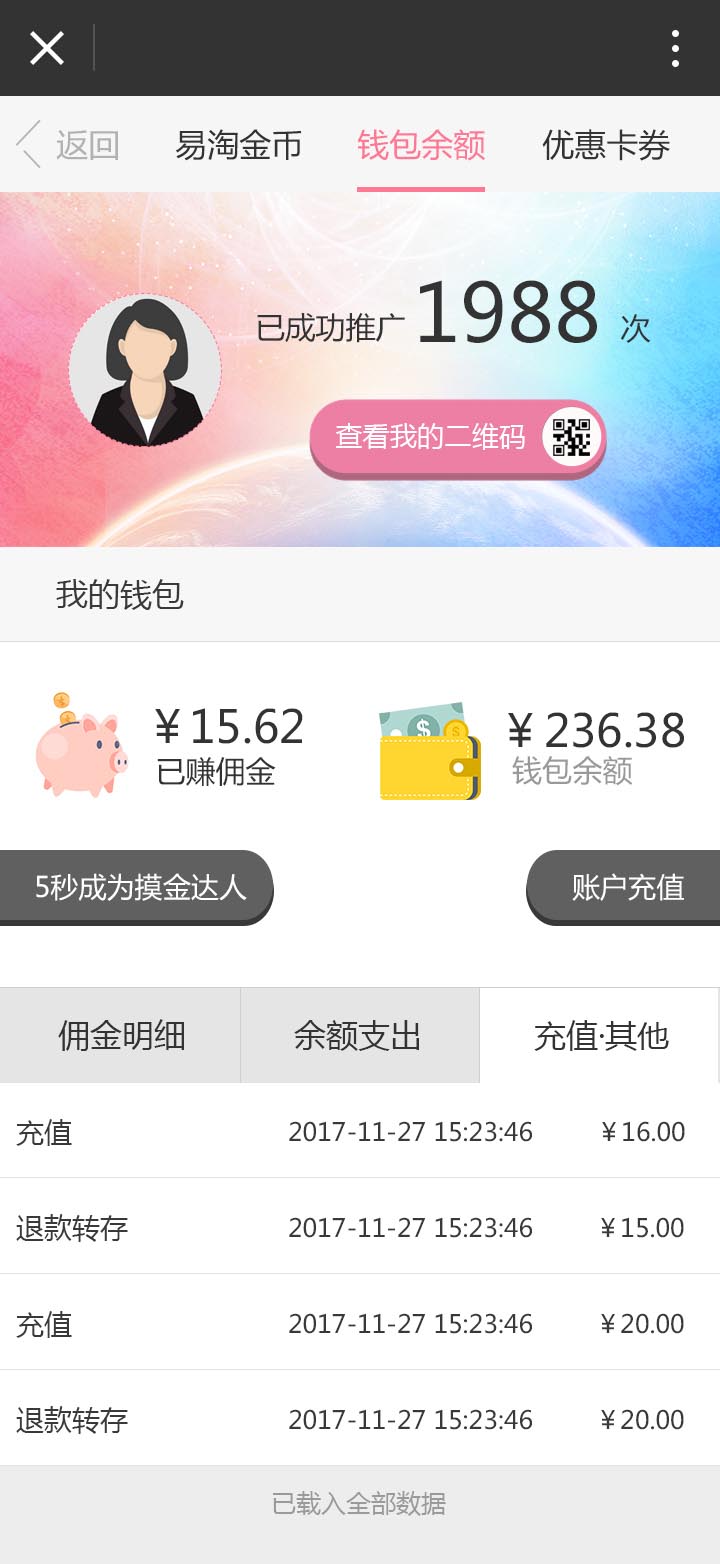 返回 易淘金币 钱包余额 优惠卡券
已成功推广 1988 次
查看我的二维码
我的钱包
¥15.62 ¥236.38
已赚佣金 钱包余额
5秒成为摸金达人 账户充值
佣金明细 余额支出 充值·其他
充值 2017-11-27 15:23:46 ¥16.00
退款转存 2017-11-27 15:23:46 ¥15.00
充值 2017-11-27 15:23:46 ¥20.00
退款转存 2017-11-27 15:23:46 ¥20.00
已载入全部数据